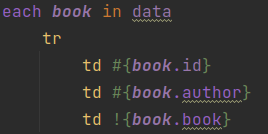 each book in data
tr
td #{book.id}
td #{book.author}
td !{book.book}